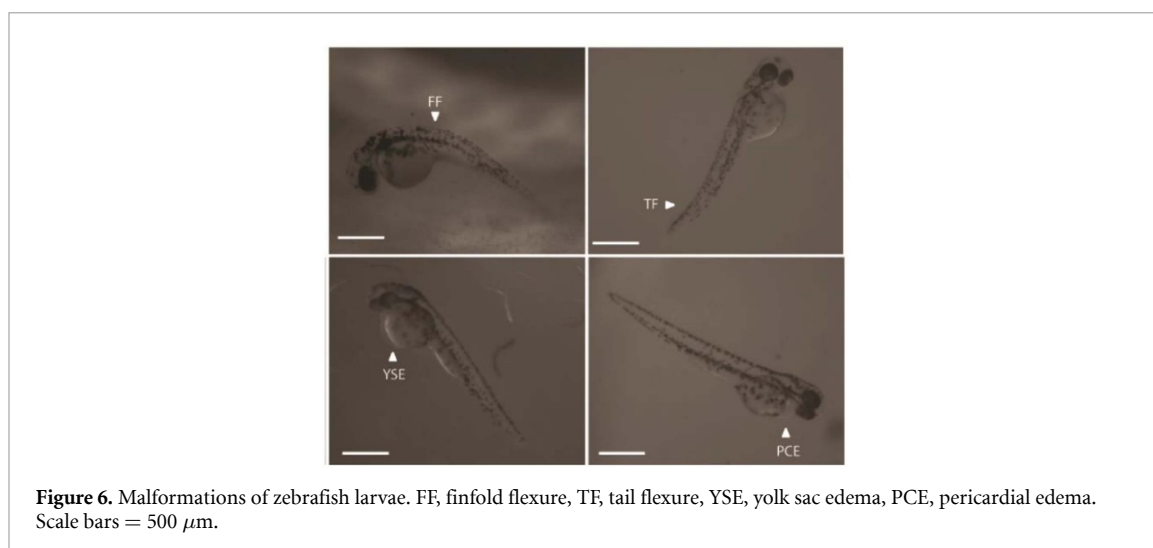 FF
TF
YSE
PCE
Figure 6. Malformations of zebrafish larvae. FF, finfold flexure, TF, tail flexure, YSE, yolk sac edema, PCE, pericardial edema.
Scale bars = 500 μm.